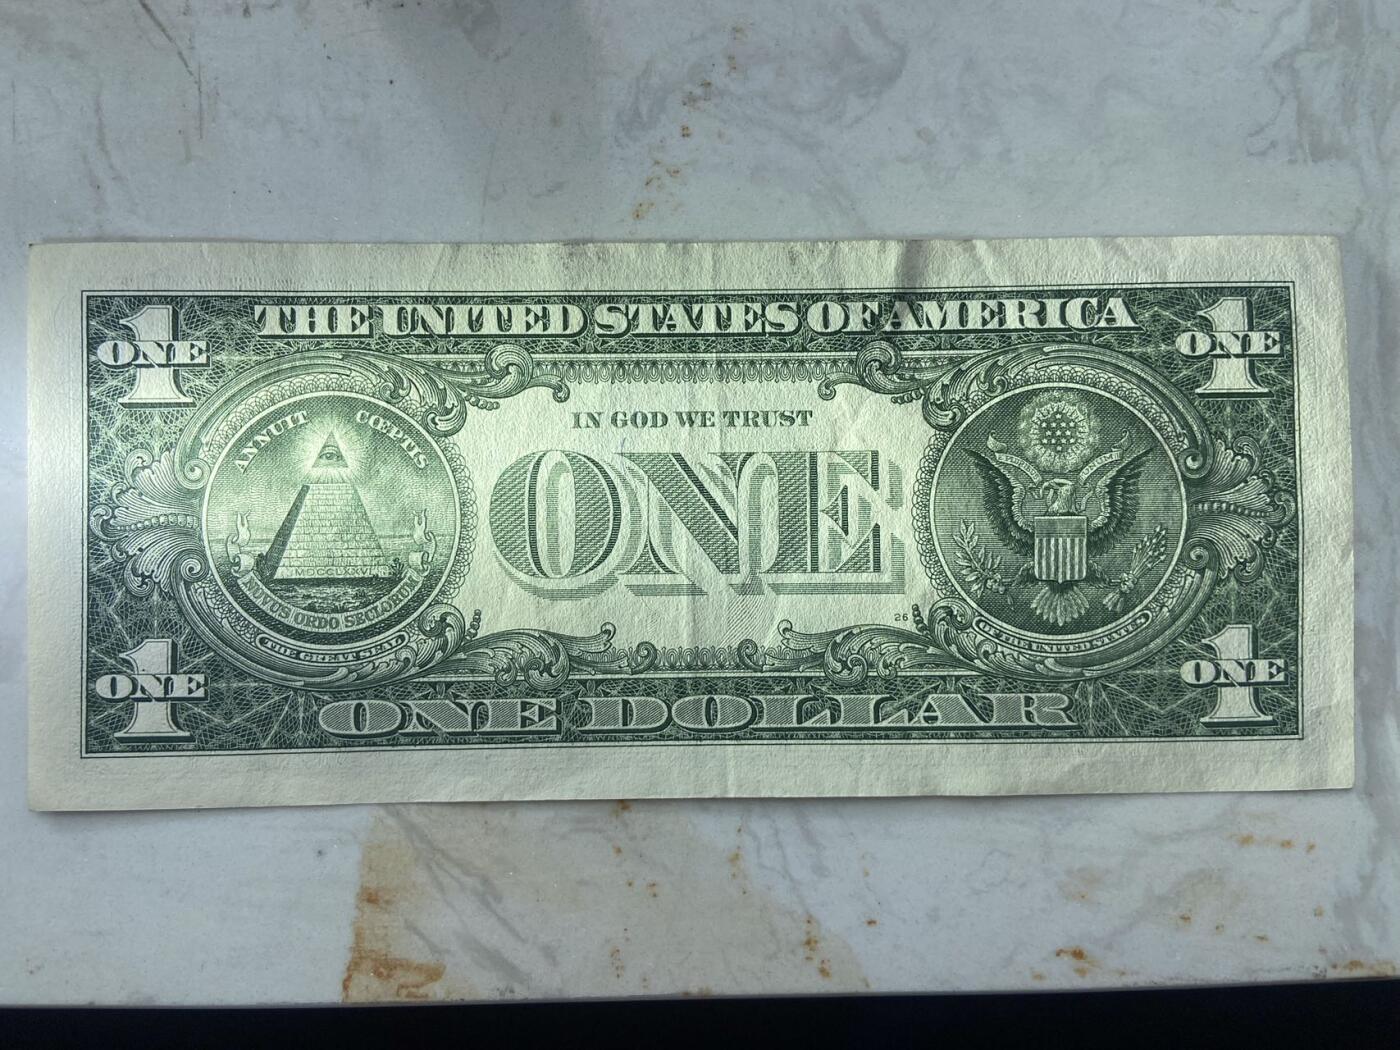 THE UNITED STATES OF AMERICA
1
ONE
1
ONE
ANNUIT CŒPTIS
MDCCLXXVI
NOVUS ORDO SECLORUM
THE GREAT SEAL
IN GOD WE TRUST
ONE
26
OF THE UNITED STATES
1
ONE
1
ONE
ONE DOLLAR